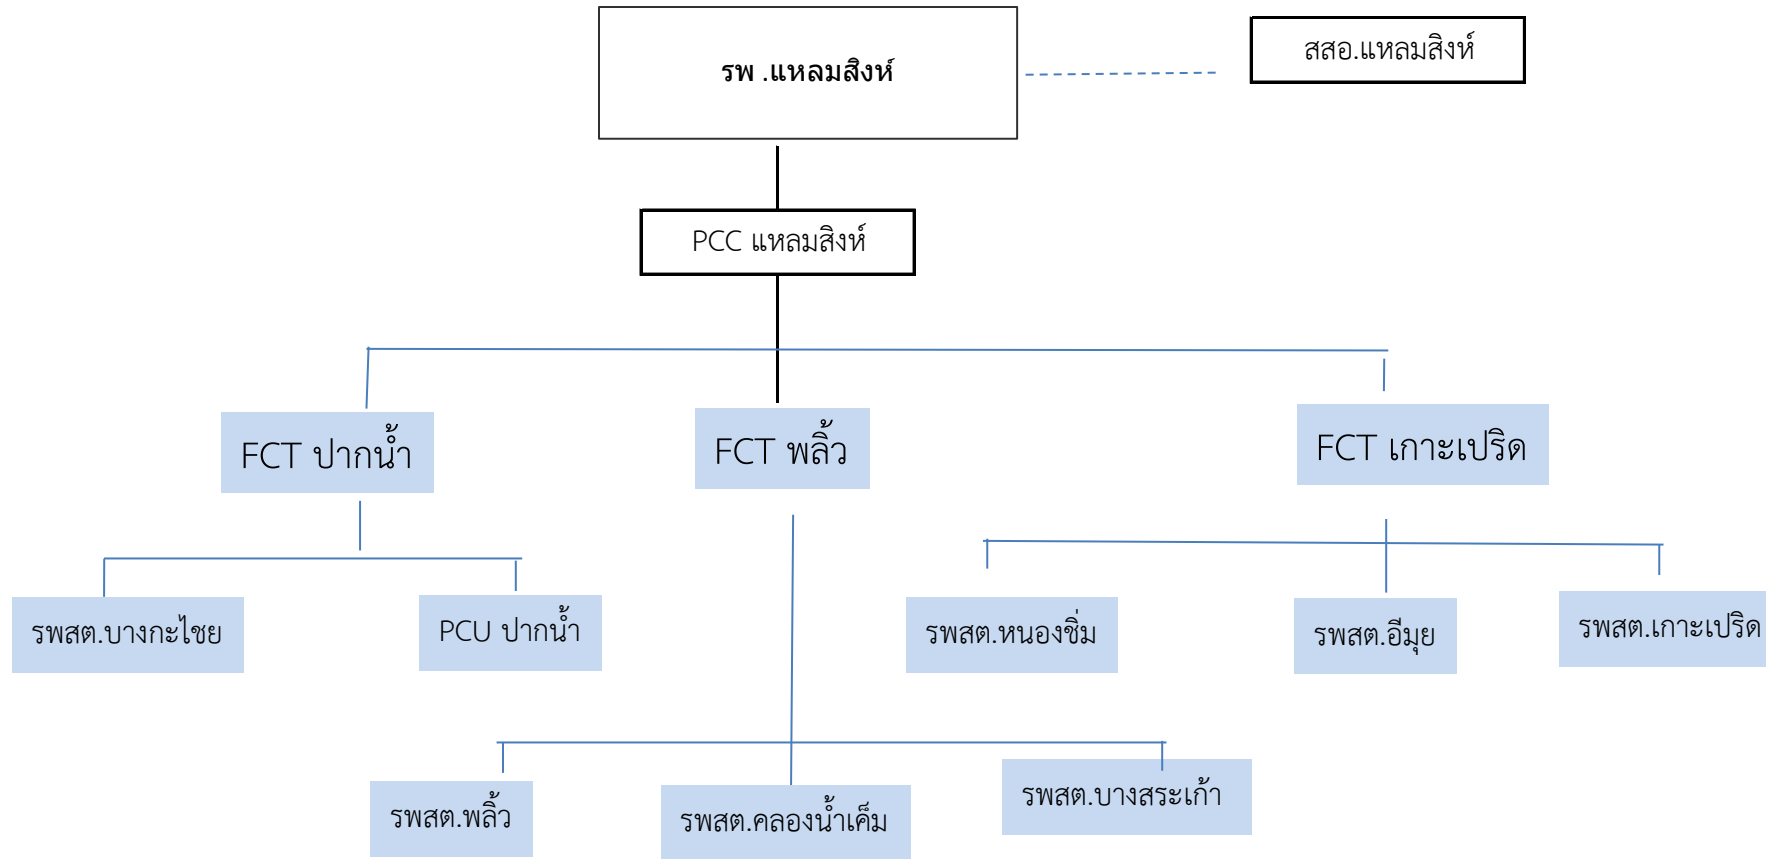 รพ .แหลมสิงห์
สสอ.แหลมสิงห์
PCC แหลมสิงห์
FCT ปากน้ำ
FCT พลิ้ว
FCT เกาะเปริด
รพสต.บางกะไชย
PCU ปากน้ำ
รพสต.หนองชิ่ม
รพสต.อีมุย
รพสต.เกาะเปริด
รพสต.พลิ้ว
รพสต.คลองน้ำเค็ม
รพสต.บางสระเก้า